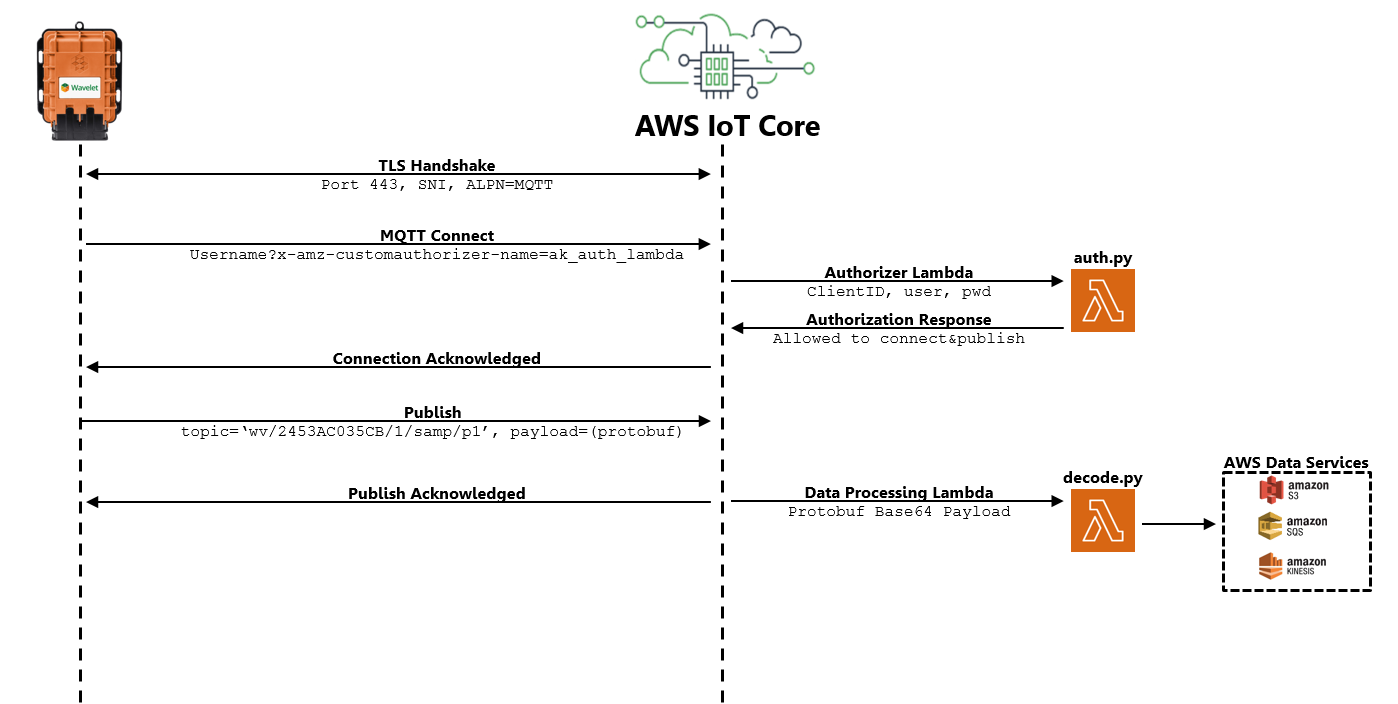 Wavelet
AWS IoT Core
TLS Handshake
Port 443, SNI, ALPN=MQTT
MQTT Connect
Username?x-amz-customauthorizer-name=ak_auth_lambda
auth.py
Authorizer Lambda
ClientID, user, pwd
Authorization Response
Allowed to connect&publish
Connection Acknowledged
Publish
topic=‘wv/2453AC035CB/1/samp/p1’, payload=(protobuf)
AWS Data Services
decode.py
Publish Acknowledged
Data Processing Lambda
Protobuf Base64 Payload
amazon
S3
amazon
SQS
amazon
KINESIS